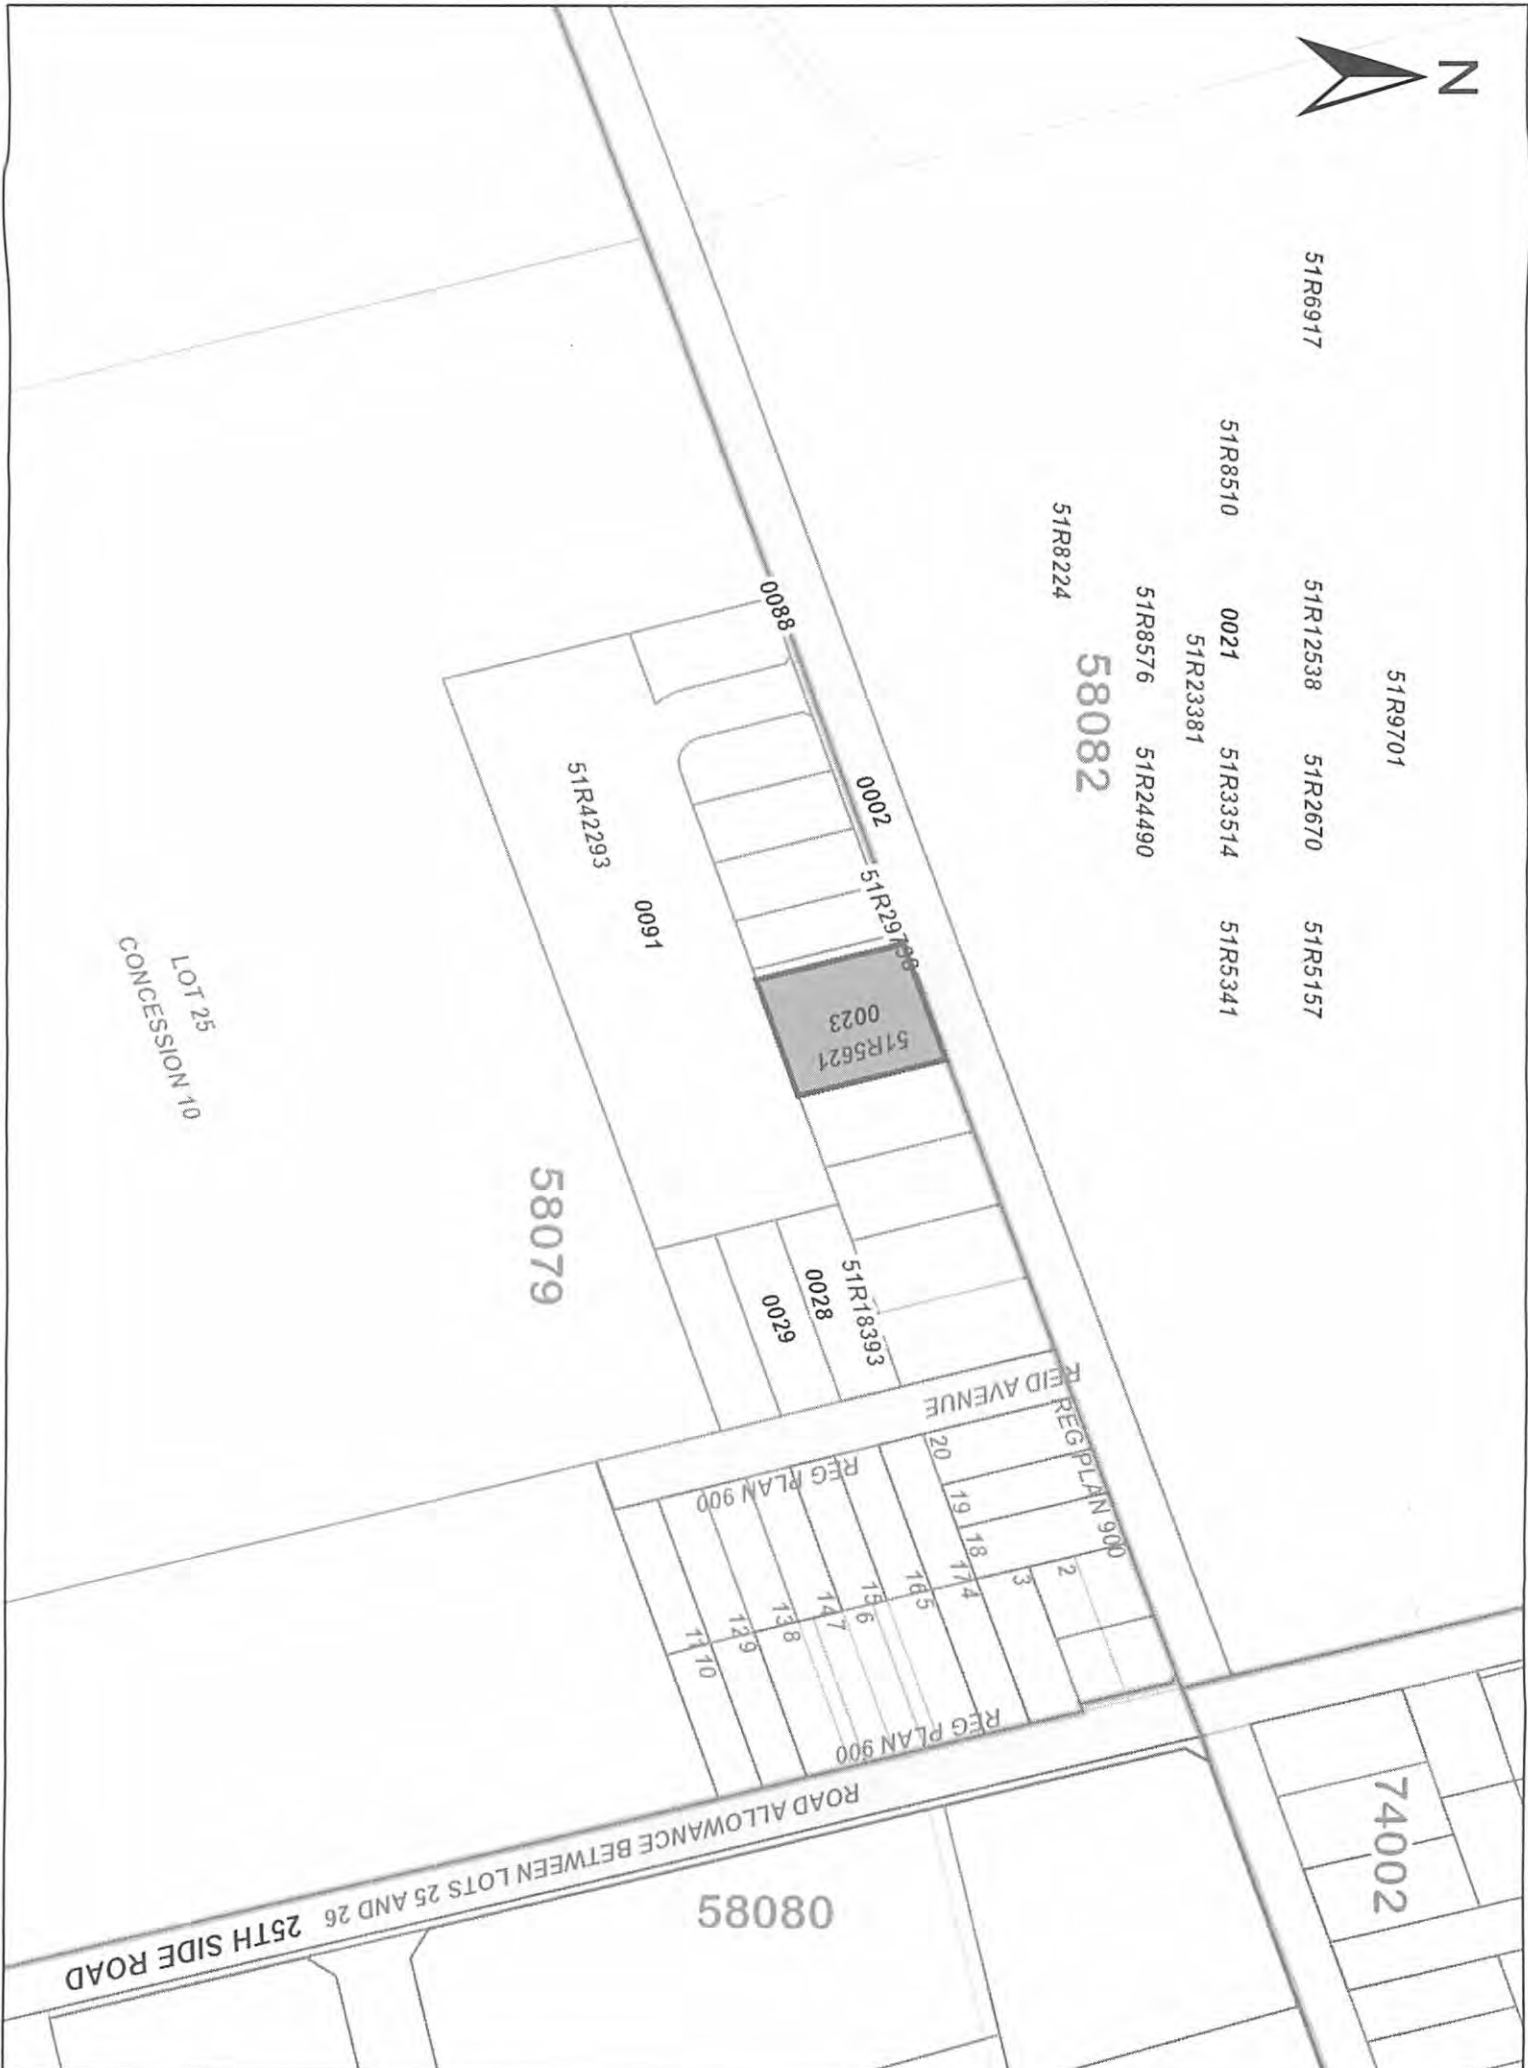 N
51R9701
51R6917
51R12538
51R2670
51R5157
51R8510
0021
51R33514
51R5341
51R23381
51R8576
51R24490
51R8224
58082
0088
0002
51R29798
51R42293
0091
51R5621
0023
LOT 25
CONCESSION 10
58079
51R18393
0028
0029
REID AVENUE
REG PLAN 900
REG PLAN 900
20
19
18
17
4
3
2
16
5
15
6
14
7
13
8
12
9
11
10
REG PLAN 900
ROAD ALLOWANCE BETWEEN LOTS 25 AND 26
25TH SIDE ROAD
58080
74002